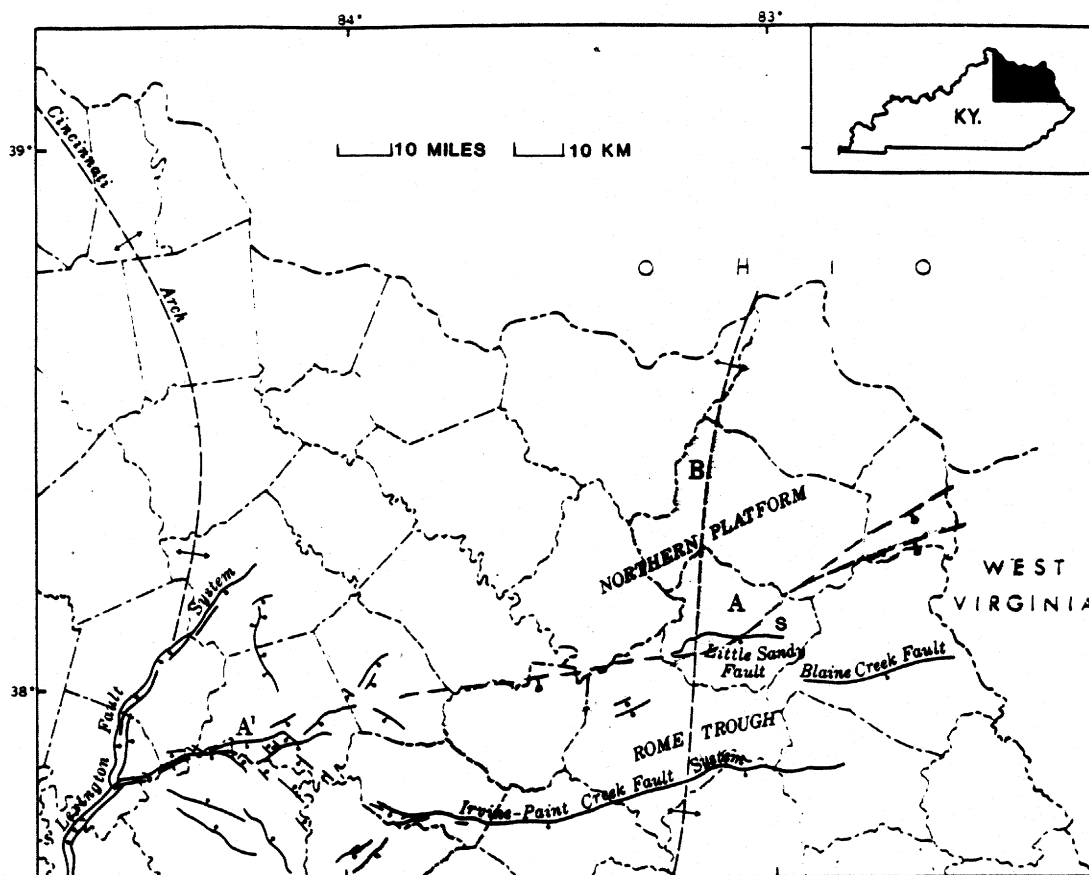 84°
83°
39°
38°
KY.
10 MILES
10 KM
O H I O
Cincinnati
Arch
B
NORTHERN PLATFORM
WEST
VIRGINIA
A
S
Little Sandy
Fault
Blaine Creek Fault
System
Fault
Lexington
A'
ROME TROUGH
Irvine-Paint Creek Fault System